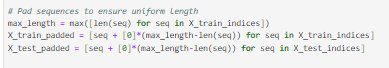 # Pad sequences to ensure uniform length
max_length = max([len(seq) for seq in X_train_indices])
X_train_padded = [seq + [0]*(max_length-len(seq)) for seq in X_train_indices]
X_test_padded = [seq + [0]*(max_length-len(seq)) for seq in X_test_indices]